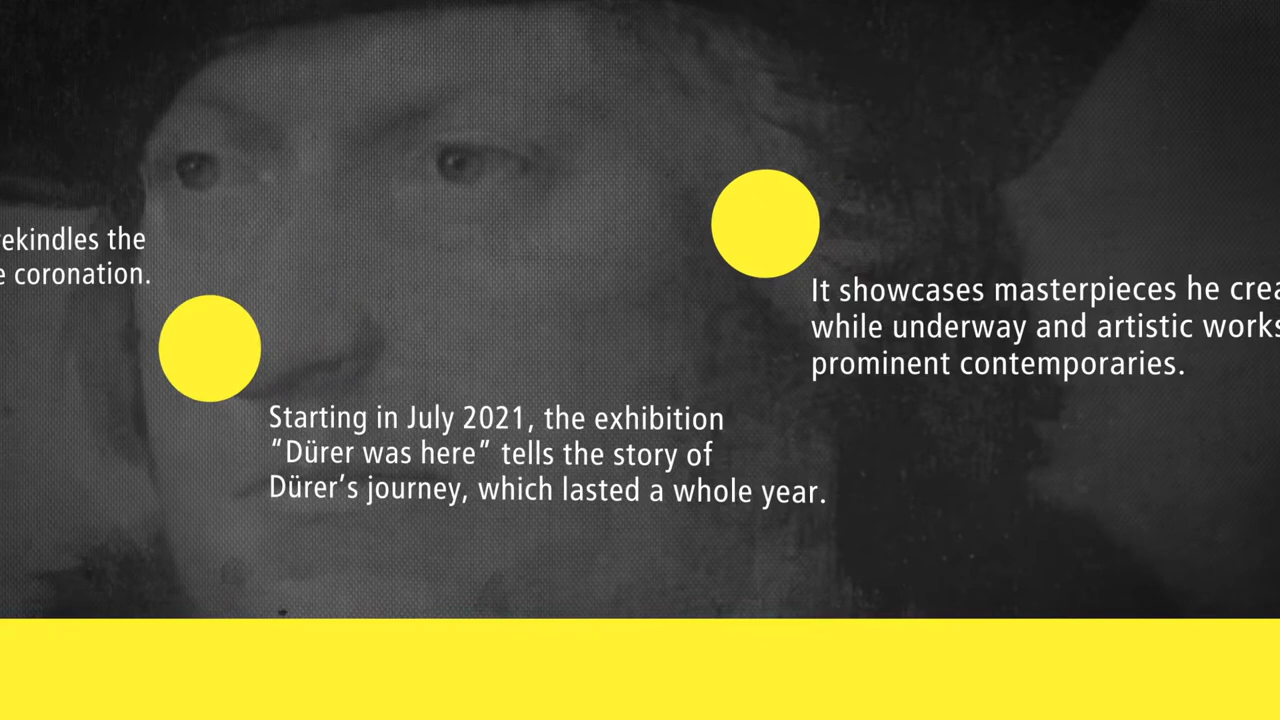 rekindles the
coronation.
Starting in July 2021, the exhibition
“Dürer was here” tells the story of
Dürer’s journey, which lasted a whole year.
It showcases masterpieces he
while underway and artistic works
prominent contemporaries.